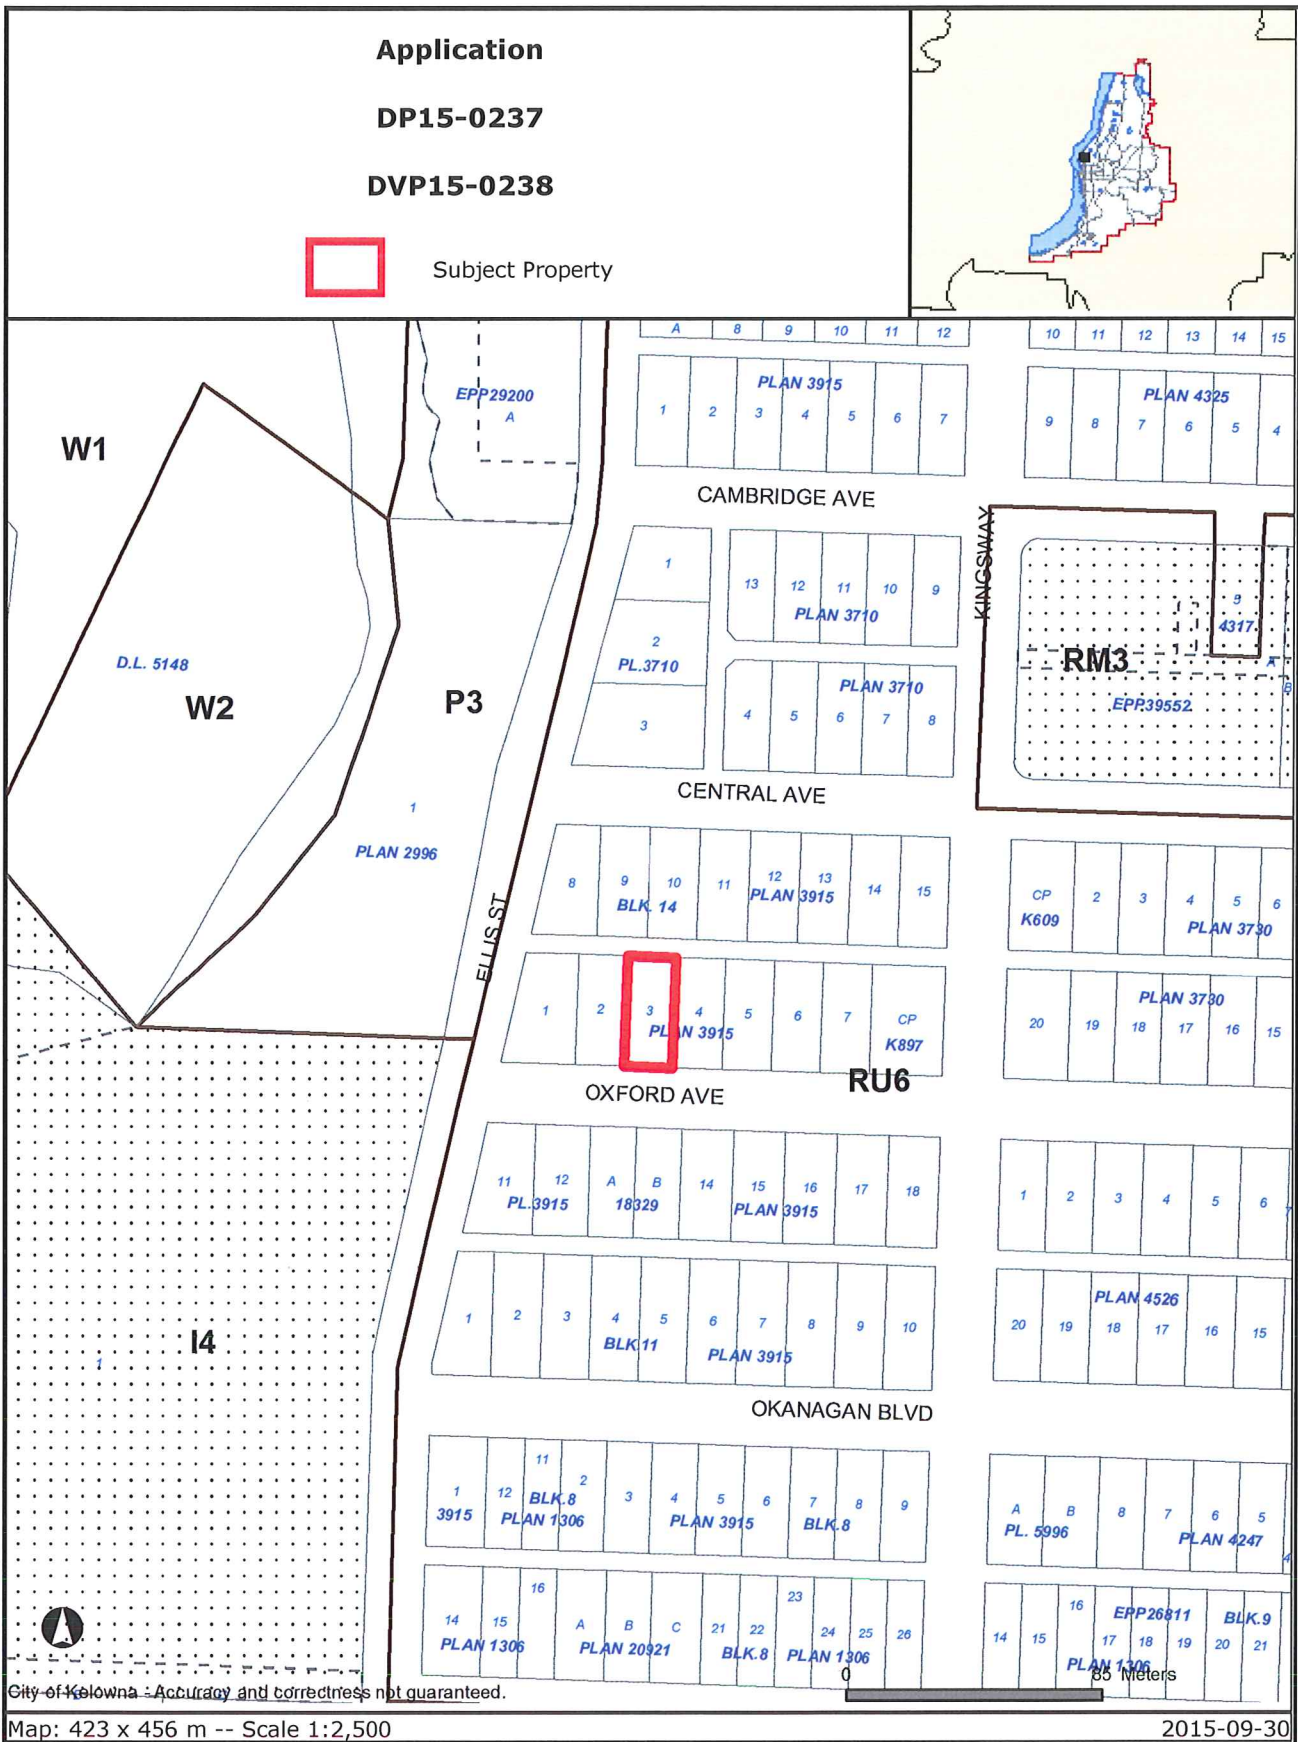 Application
DP15-0237
DVP15-0238
Subject Property
A 8 9 10 11 12
10 11 12 13 14 15
PLAN 3915
1 2 3 4 5 6 7
PLAN 4325
9 8 7 6 5 4
EPP29200
A
W1
CAMBRIDGE AVE
KINGSWAY
1
13 12 11 10 9
PLAN 3710
2
PL.3710
3
PLAN 3710
4 5 6 7 8
4317
RM3
A
B
EPP39552
D.L. 5148
W2
P3
CENTRAL AVE
1
PLAN 2996
8 9 10 11 12 13 14 15
BLK. 14
PLAN 3915
CP
K609
2 3 4 5 6
PLAN 3730
ELLIS ST
1 2 3 4 5 6 7
PLAN 3915
CP
K897
PLAN 3730
20 19 18 17 16 15
RU6
OXFORD AVE
11 12 A B 14 15 16 17 18
PL.3915
18329
PLAN 3915
1 2 3 4 5 6 7
1 2 3 4 5 6 7 8 9 10
BLK 11
PLAN 3915
PLAN 4526
20 19 18 17 16 15
I4
1
OKANAGAN BLVD
11
1 12 2 3 4 5 6 7 8 9
3915
BLK.8
PLAN 1306
PLAN 3915
BLK.8
A B 8 7 6 5
PL. 5996
PLAN 4247
4
16 23
14 15 A B C 21 22 24 25 26
PLAN 1306
PLAN 20921
BLK.8
PLAN 1306
16
EPP26811
BLK.9
14 15 17 18 19 20 21
PLAN 1306
0 85 Meters
City of Kelowna - Accuracy and correctness not guaranteed.
Map: 423 x 456 m -- Scale 1:2,500
2015-09-30